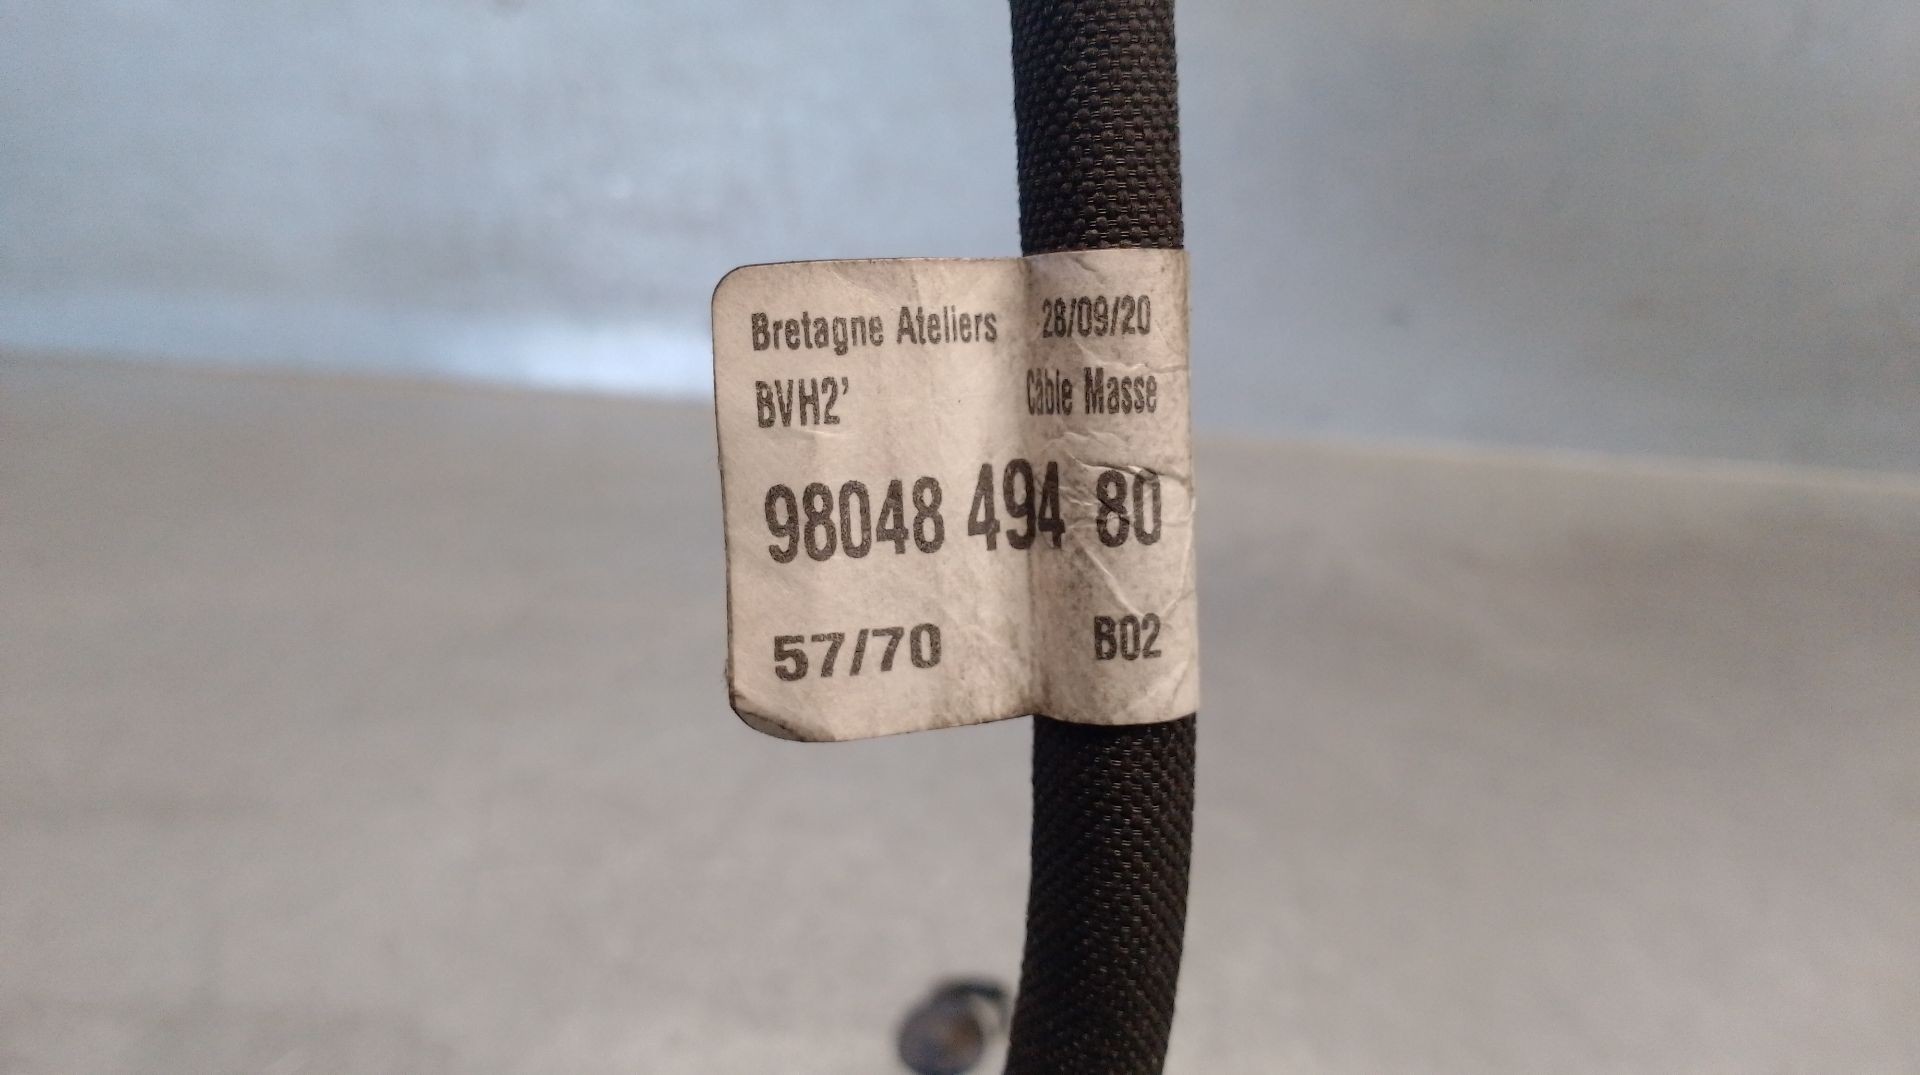 Bretagne Ateliers 28/09/20
BVH2' Câble Masse
98048 494 80
57/70 B02